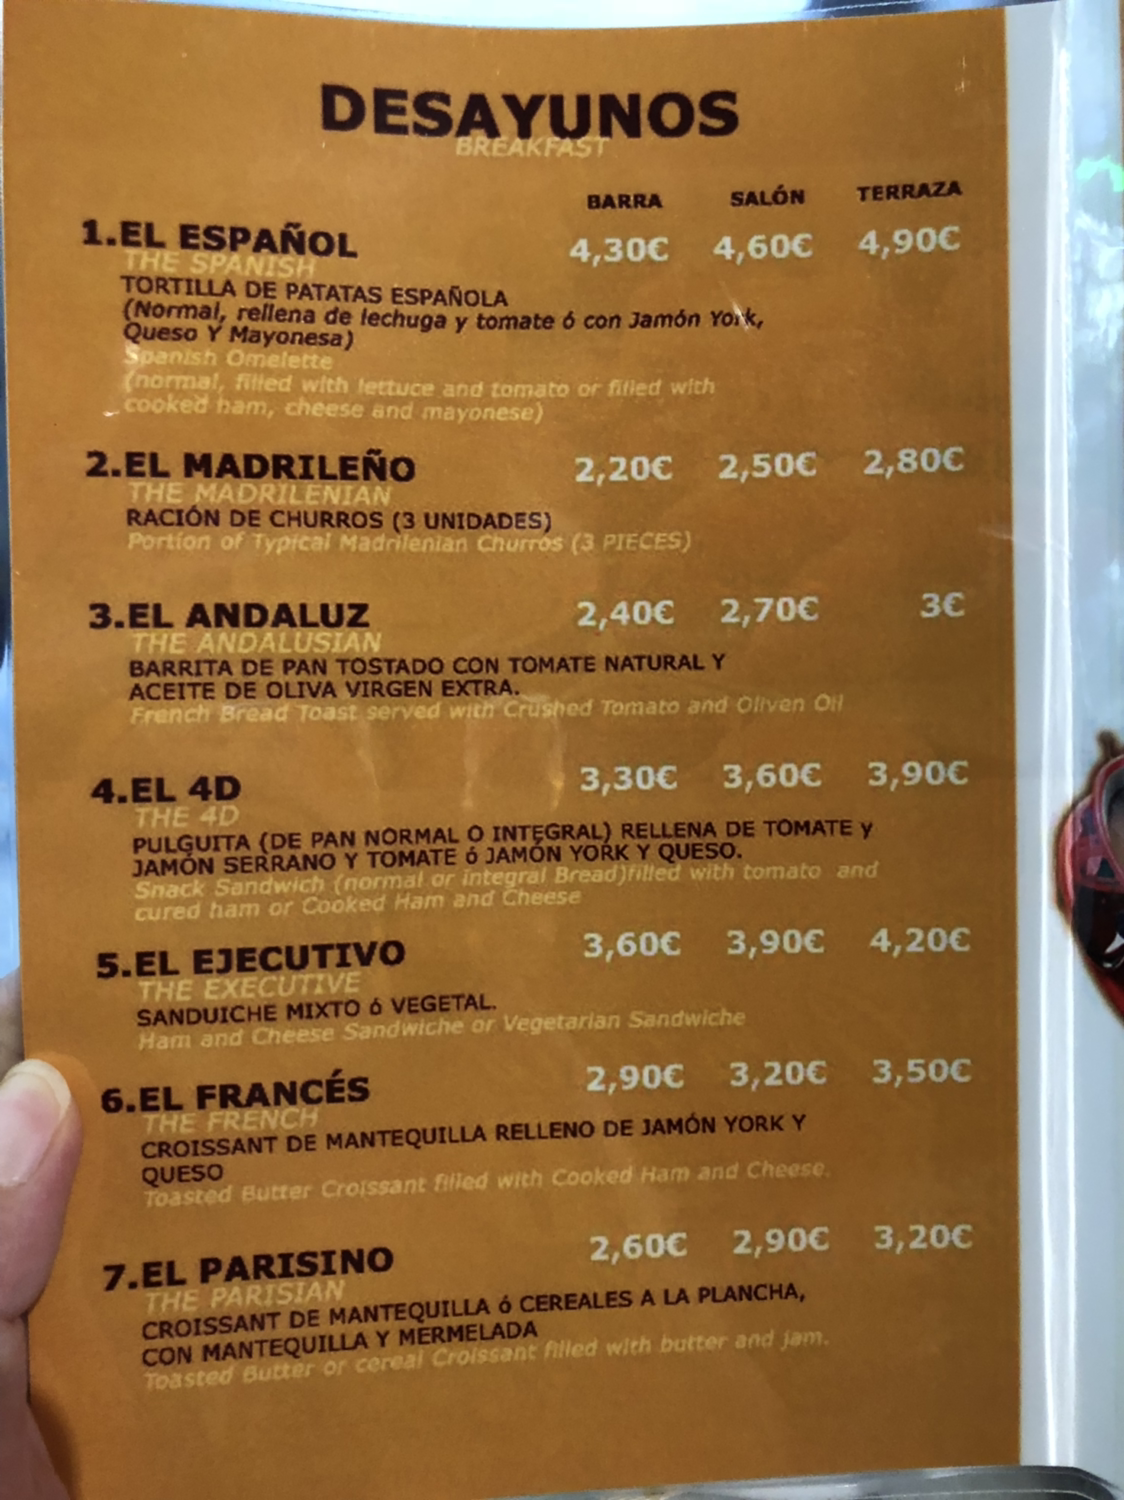 DESAYUNOS
BREAKFAST
BARRA SALÓN TERRAZA
1.EL ESPAÑOL 4,30€ 4,60€ 4,90€
THE SPANISH
TORTILLA DE PATATAS ESPAÑOLA
(Normal, rellena de lechuga y tomate ó con Jamón York,
Queso Y Mayonesa)
Spanish Omelette
(normal, filled with lettuce and tomato or filled with
cooked ham, cheese and mayonese)
2.EL MADRILEÑO 2,20€ 2,50€ 2,80€
THE MADRILENIAN
RACIÓN DE CHURROS (3 UNIDADES)
Portion of Typical Madrilenian Churros (3 PIECES)
3.EL ANDALUZ 2,40€ 2,70€ 3€
THE ANDALUSIAN
BARRITA DE PAN TOSTADO CON TOMATE NATURAL Y
ACEITE DE OLIVA VIRGEN EXTRA.
French Bread Toast served with Crushed Tomato and Oliven Oil
4.EL 4D 3,30€ 3,60€ 3,90€
THE 4D
PULGUITA (DE PAN NORMAL O INTEGRAL) RELLENA DE TOMATE y
JAMÓN SERRANO Y TOMATE ó JAMÓN YORK Y QUESO.
Snack Sandwich (normal or integral Bread)filled with tomato and
cured ham or Cooked Ham and Cheese
5.EL EJECUTIVO 3,60€ 3,90€ 4,20€
THE EXECUTIVE
SANDUICHE MIXTO ó VEGETAL.
Ham and Cheese Sandwiche or Vegetarian Sandwiche
6.EL FRANCÉS 2,90€ 3,20€ 3,50€
THE FRENCH
CROISSANT DE MANTEQUILLA RELLENO DE JAMÓN YORK Y
QUESO
Toasted Butter Croissant filled with Cooked Ham and Cheese.
7.EL PARISINO 2,60€ 2,90€ 3,20€
THE PARISIAN
CROISSANT DE MANTEQUILLA ó CEREALES A LA PLANCHA,
CON MANTEQUILLA Y MERMELADA
Toasted Butter or cereal Croissant filled with butter and jam.